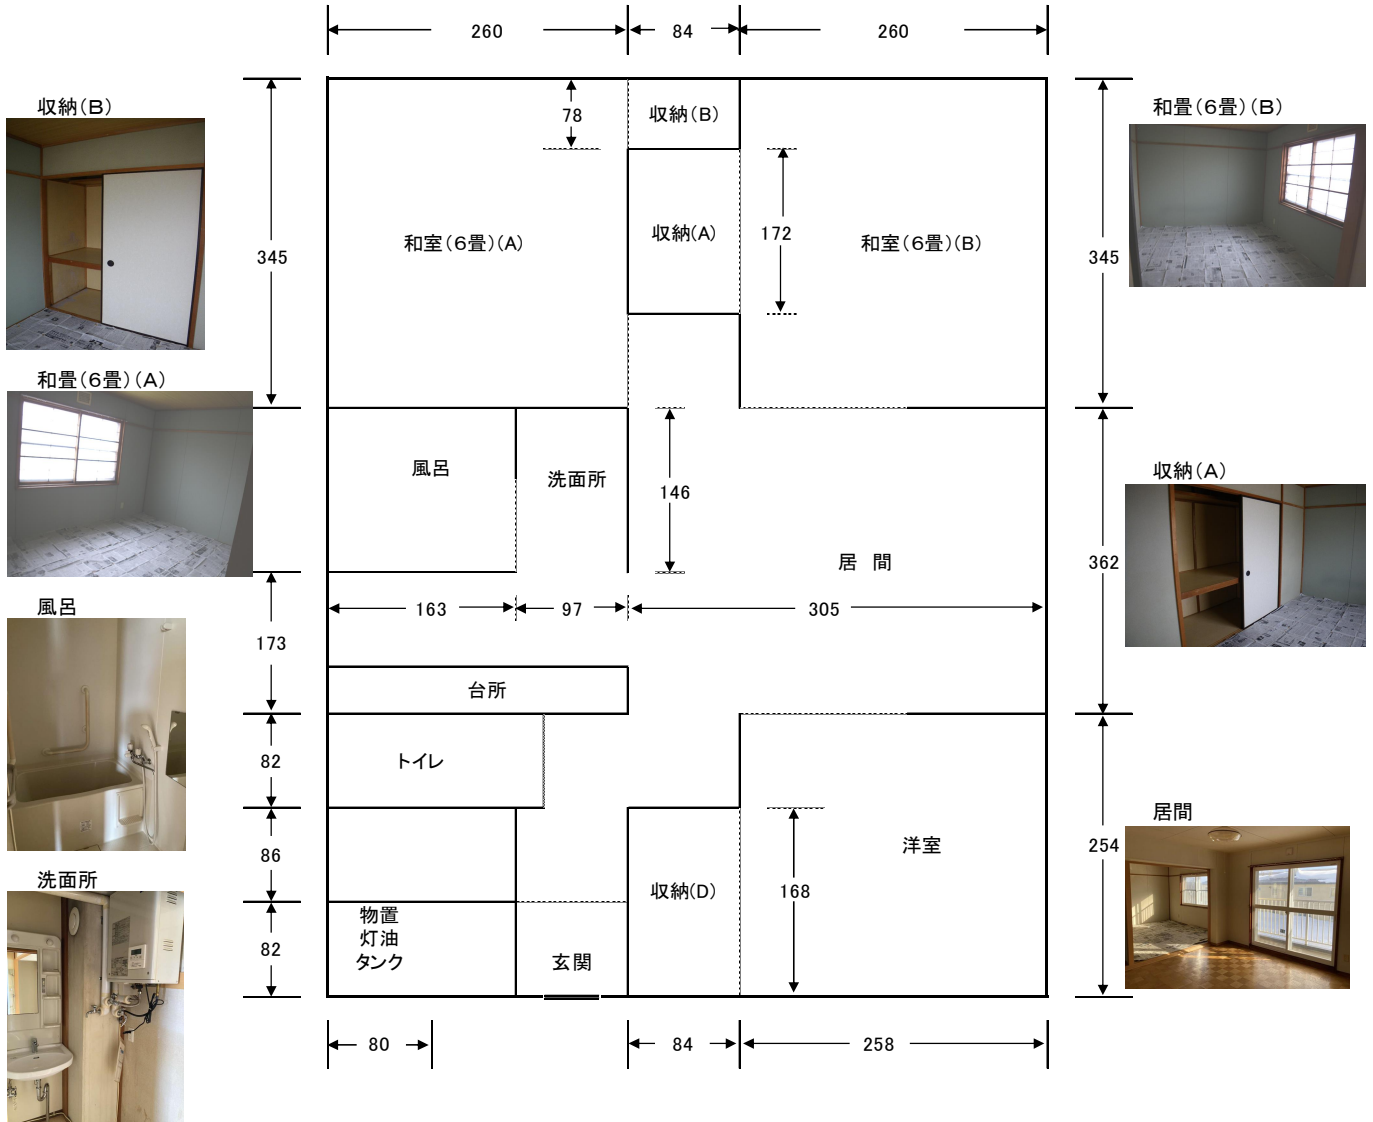 260
84
260
収納(B)
78
収納(B)
和畳(6畳)(B)
345
和室(6畳)(A)
収納(A)
172
和室(6畳)(B)
345
和畳(6畳)(A)
風呂
洗面所
146
収納(A)
居 間
362
風呂
163
97
305
173
台所
82
トイレ
居間
86
洋室
254
洗面所
収納(D)
168
物置
灯油
タンク
82
玄関
80
84
258